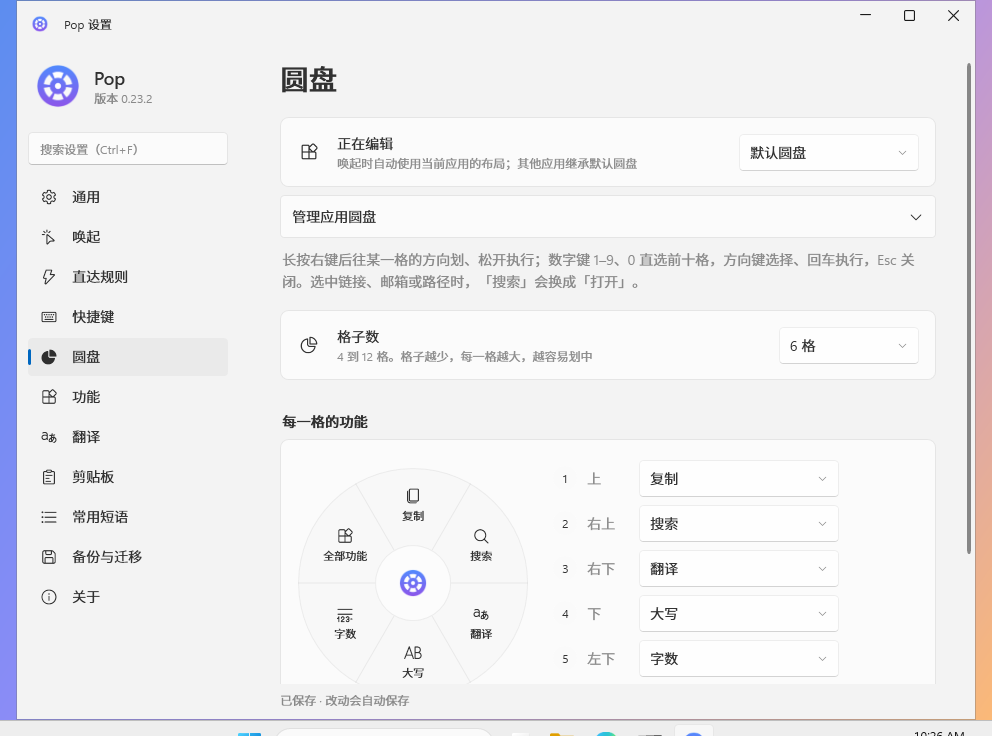 Pop 设置
Pop
版本 0.23.2
搜索设置（Ctrl+F）
通用
唤起
直达规则
快捷键
圆盘
功能
翻译
剪贴板
常用短语
备份与迁移
关于
圆盘
正在编辑
唤起时自动使用当前应用的布局；其他应用继承默认圆盘
默认圆盘
管理应用圆盘
长按右键后往某一格的方向划、松开执行；数字键 1–9、0 直选前十格，方向键选择、回车执行，Esc 关
闭。选中链接、邮箱或路径时，「搜索」会换成「打开」。
格子数
4 到 12 格。格子越少，每一格越大，越容易划中
6 格
每一格的功能
复制
全部功能
搜索
123
字数
翻译
AB
大写
1 上 复制
2 右上 搜索
3 右下 翻译
4 下 大写
5 左下 字数
已保存 · 改动会自动保存
10:26 AM